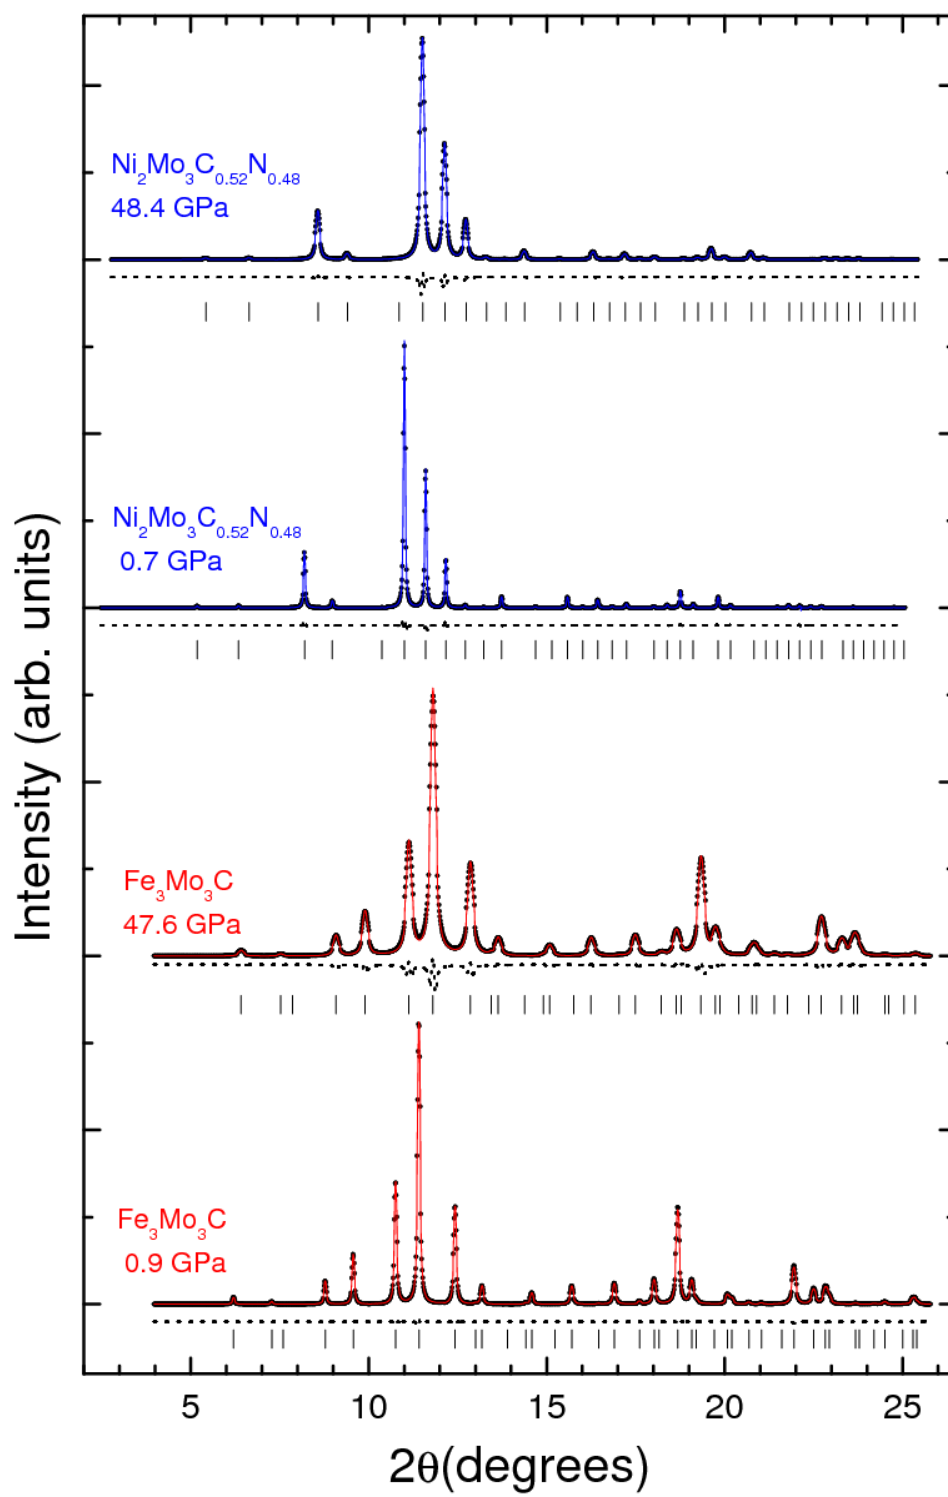 Ni₂Mo₃C₀.₅₂N₀.₄₈
48.4 GPa
Ni₂Mo₃C₀.₅₂N₀.₄₈
0.7 GPa
Intensity (arb. units)
Fe₃Mo₃C
47.6 GPa
Fe₃Mo₃C
0.9 GPa
5 10 15 20 25
2θ(degrees)